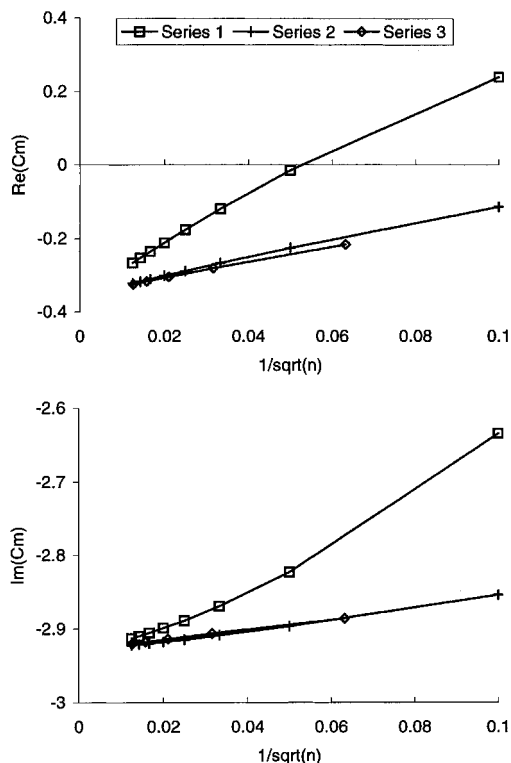 0.4
Series 1 Series 2 Series 3
0.2
0
-0.2
-0.4
Re(Cm)
0 0.02 0.04 0.06 0.08 0.1
1/sqrt(n)
-2.6
-2.7
-2.8
-2.9
-3
Im(Cm)
0 0.02 0.04 0.06 0.08 0.1
1/sqrt(n)